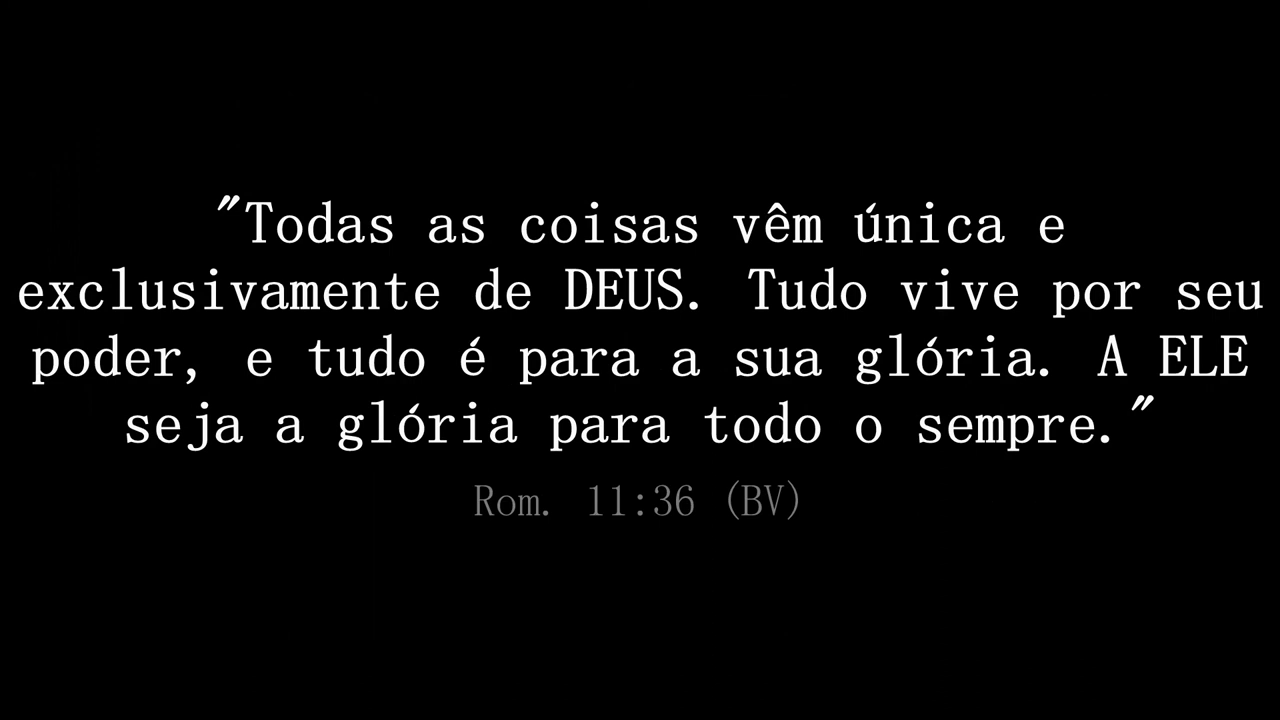 "Todas as coisas vêm única e
exclusivamente de DEUS. Tudo vive por seu
poder, e tudo é para a sua glória. A ELE
seja a glória para todo o sempre."
Rom. 11:36 (BV)